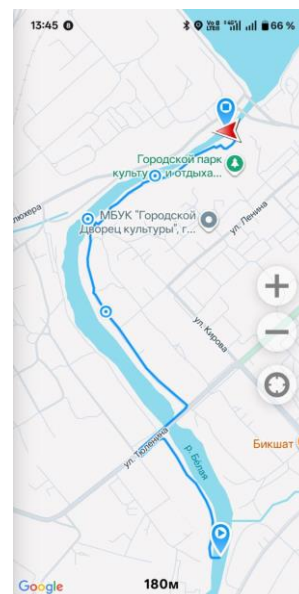 13:45
66 %
Городской парк
культу и отдыха...
люхера
МБУК "Городской
Дворец культуры", г...
ул. Ленина
ул. Кирова
ул. Тюленина
р. Белая
Бикшат
Google
180м